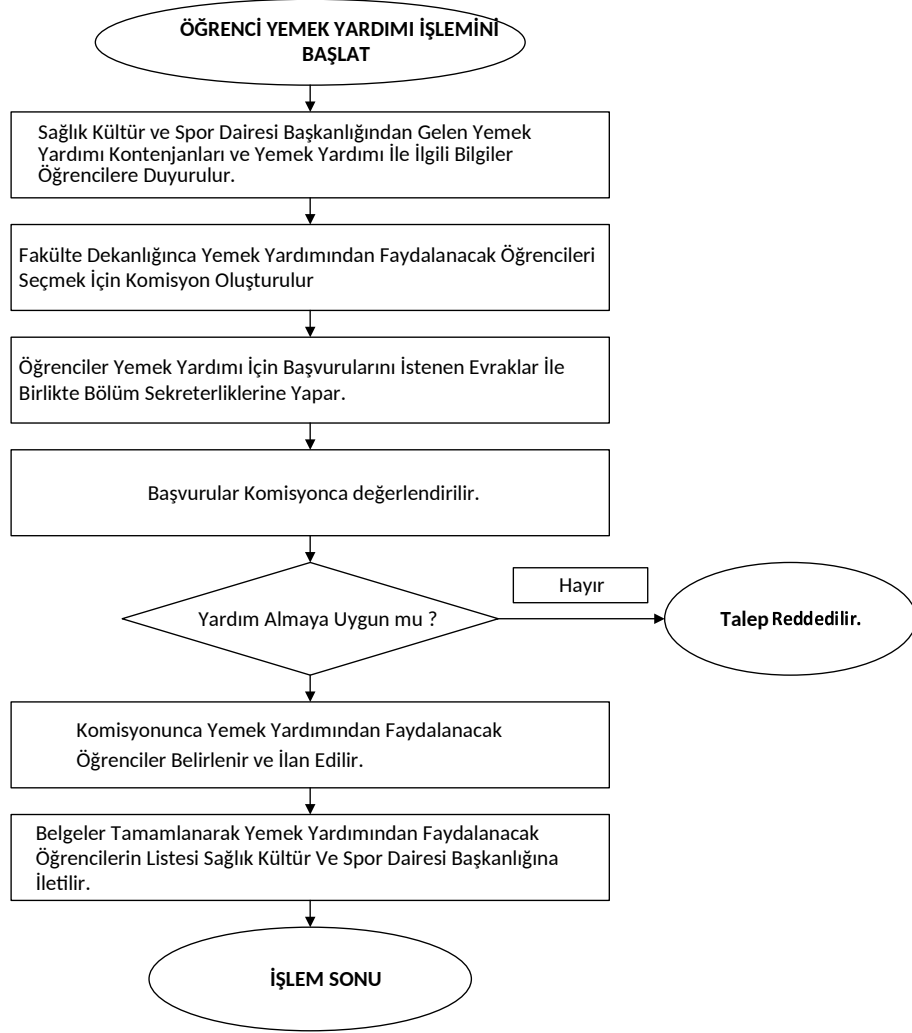 ÖĞRENCİ YEMEK YARDIMI İŞLEMİNİ
BAŞLAT
Sağlık Kültür ve Spor Dairesi Başkanlığından Gelen Yemek
Yardımı Kontenjanları ve Yemek Yardımı İle İlgili Bilgiler
Öğrencilere Duyurulur.
Fakülte Dekanlığınca Yemek Yardımından Faydalanacak Öğrencileri
Seçmek İçin Komisyon Oluşturulur
Öğrenciler Yemek Yardımı İçin Başvurularını İstenen Evraklar İle
Birlikte Bölüm Sekreterliklerine Yapar.
Başvurular Komisyonca değerlendirilir.
Hayır
Yardım Almaya Uygun mu ?
Talep Reddedilir.
Komisyonunca Yemek Yardımından Faydalanacak
Öğrenciler Belirlenir ve İlan Edilir.
Belgeler Tamamlanarak Yemek Yardımından Faydalanacak
Öğrencilerin Listesi Sağlık Kültür Ve Spor Dairesi Başkanlığına
İletilir.
İŞLEM SONU